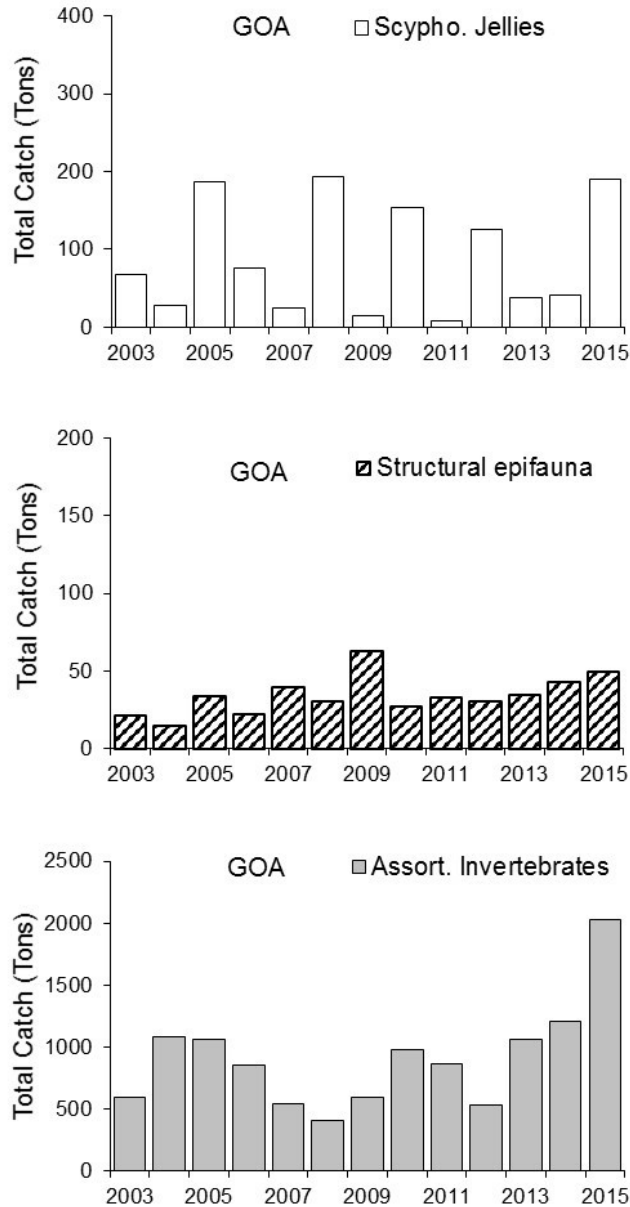 GOA Scypho. Jellies
Total Catch (Tons)
400
300
200
100
0
2003 2005 2007 2009 2011 2013 2015
GOA Structural epifauna
Total Catch (Tons)
200
150
100
50
0
2003 2005 2007 2009 2011 2013 2015
GOA Assort. Invertebrates
Total Catch (Tons)
2500
2000
1500
1000
500
0
2003 2005 2007 2009 2011 2013 2015